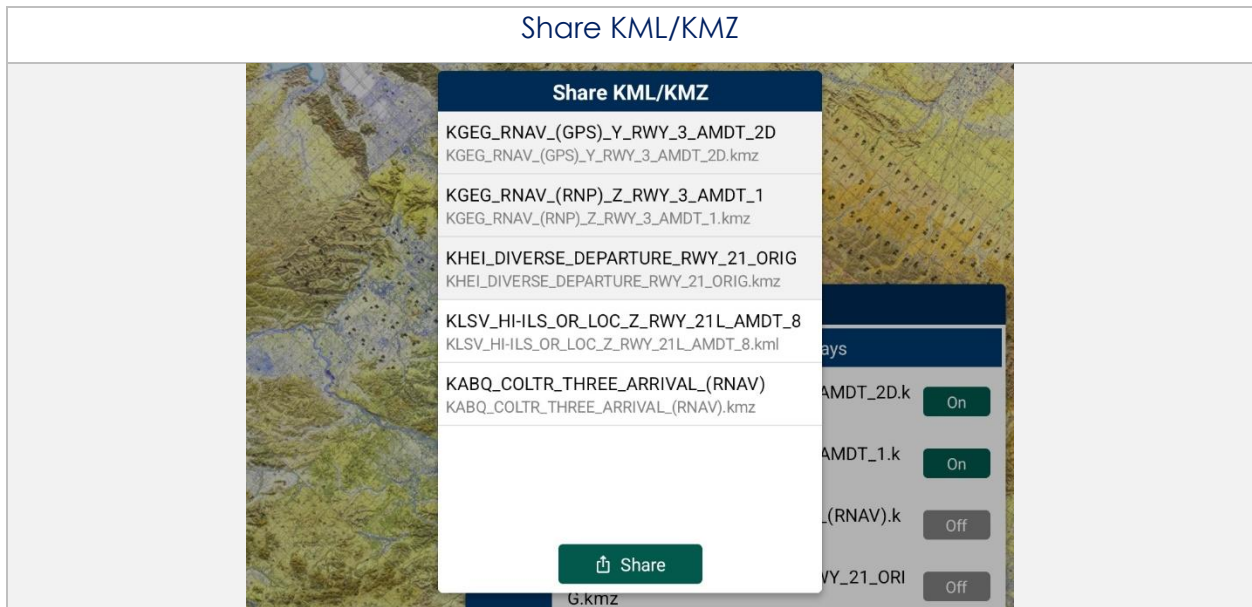 Share KML/KMZ
Share KML/KMZ
KGEG_RNAV_(GPS)_Y_RWY_3_AMDT_2D
KGEG_RNAV_(GPS)_Y_RWY_3_AMDT_2D.kmz
KGEG_RNAV_(RNP)_Z_RWY_3_AMDT_1
KGEG_RNAV_(RNP)_Z_RWY_3_AMDT_1.kmz
KHEI_DIVERSE_DEPARTURE_RWY_21_ORIG
KHEI_DIVERSE_DEPARTURE_RWY_21_ORIG.kmz
KLSV_HI-ILS_OR_LOC_Z_RWY_21L_AMDT_8
KLSV_HI-ILS_OR_LOC_Z_RWY_21L_AMDT_8.kml
KABQ_COLTR_THREE_ARRIVAL_(RNAV)
KABQ_COLTR_THREE_ARRIVAL_(RNAV).kmz
Share
ays
AMDT_2D.k
On
AMDT_1.k
On
_(RNAV).k
Off
WY_21_ORI
G.kmz
Off